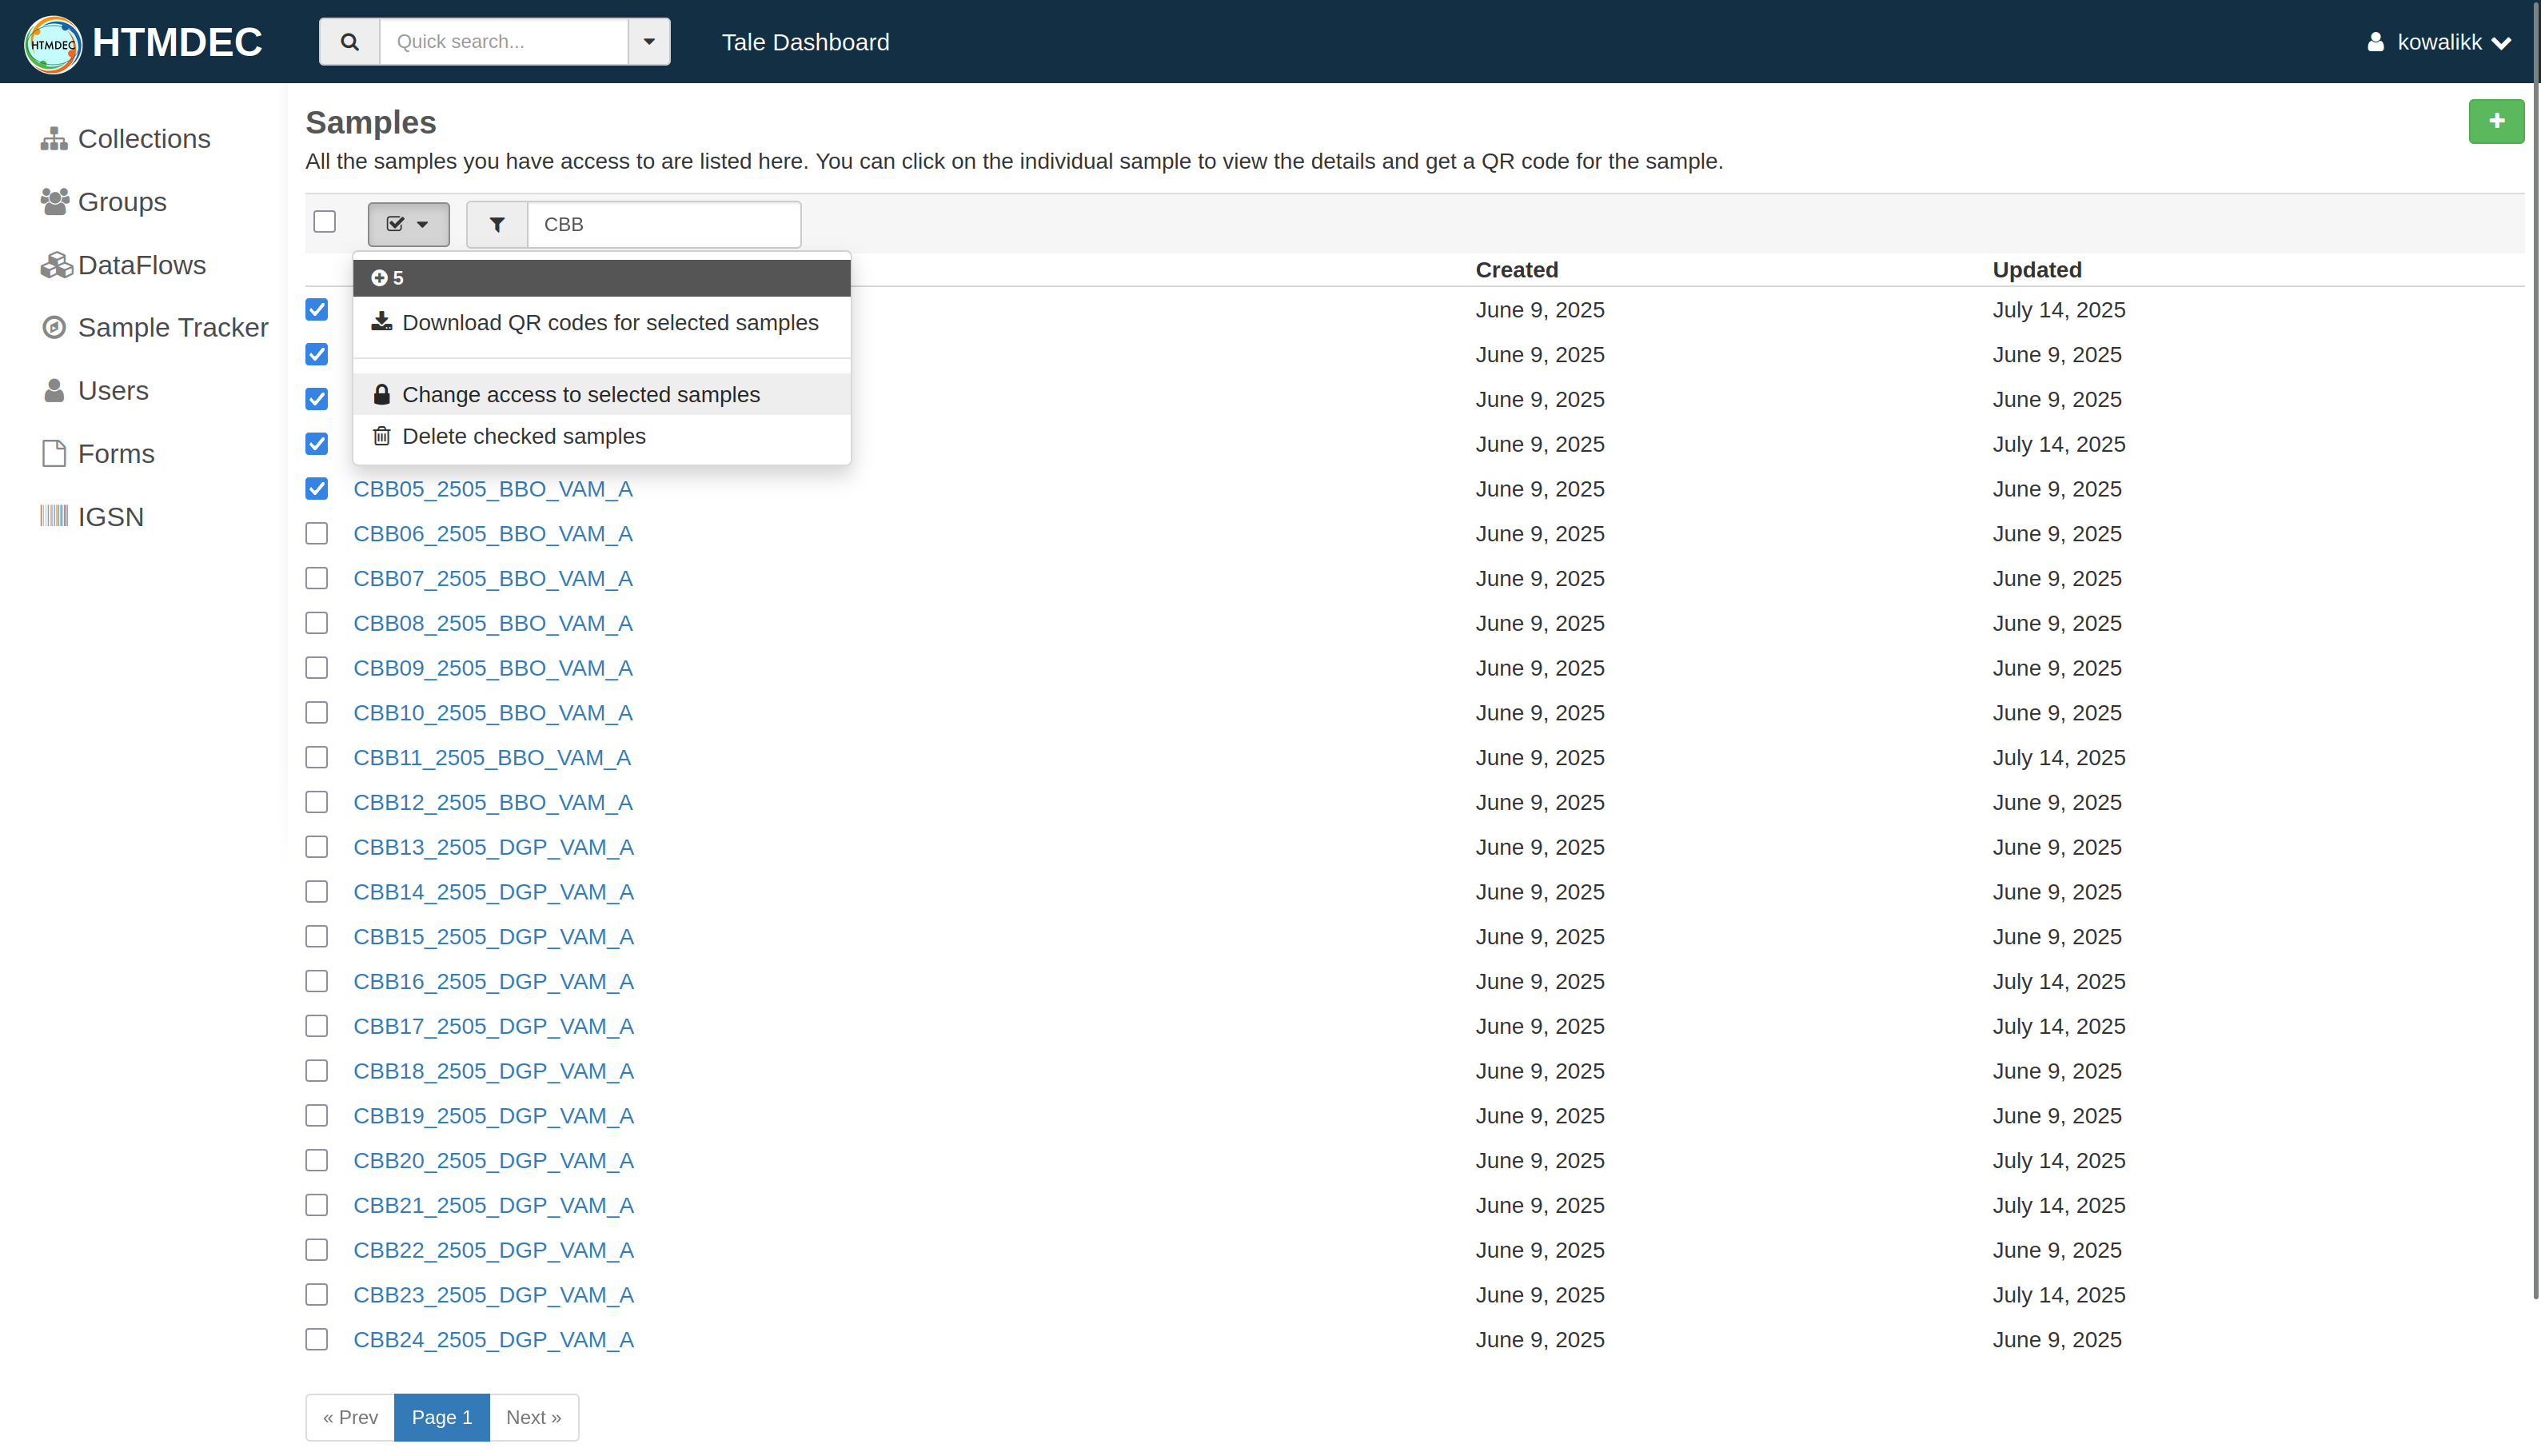 HTMDEC HTMDEC Quick search... Tale Dashboard kowalikk
Collections
Groups
DataFlows
Sample Tracker
Users
Forms
IGSN
Samples
All the samples you have access to are listed here. You can click on the individual sample to view the details and get a QR code for the sample.
CBB
5
Download QR codes for selected samples
Change access to selected samples
Delete checked samples
Created Updated
June 9, 2025 July 14, 2025
June 9, 2025 June 9, 2025
June 9, 2025 June 9, 2025
June 9, 2025 July 14, 2025
CBB05_2505_BBO_VAM_A June 9, 2025 June 9, 2025
CBB06_2505_BBO_VAM_A June 9, 2025 June 9, 2025
CBB07_2505_BBO_VAM_A June 9, 2025 June 9, 2025
CBB08_2505_BBO_VAM_A June 9, 2025 June 9, 2025
CBB09_2505_BBO_VAM_A June 9, 2025 June 9, 2025
CBB10_2505_BBO_VAM_A June 9, 2025 June 9, 2025
CBB11_2505_BBO_VAM_A June 9, 2025 July 14, 2025
CBB12_2505_BBO_VAM_A June 9, 2025 June 9, 2025
CBB13_2505_DGP_VAM_A June 9, 2025 June 9, 2025
CBB14_2505_DGP_VAM_A June 9, 2025 June 9, 2025
CBB15_2505_DGP_VAM_A June 9, 2025 June 9, 2025
CBB16_2505_DGP_VAM_A June 9, 2025 July 14, 2025
CBB17_2505_DGP_VAM_A June 9, 2025 July 14, 2025
CBB18_2505_DGP_VAM_A June 9, 2025 June 9, 2025
CBB19_2505_DGP_VAM_A June 9, 2025 June 9, 2025
CBB20_2505_DGP_VAM_A June 9, 2025 July 14, 2025
CBB21_2505_DGP_VAM_A June 9, 2025 July 14, 2025
CBB22_2505_DGP_VAM_A June 9, 2025 June 9, 2025
CBB23_2505_DGP_VAM_A June 9, 2025 July 14, 2025
CBB24_2505_DGP_VAM_A June 9, 2025 June 9, 2025
« Prev Page 1 Next »